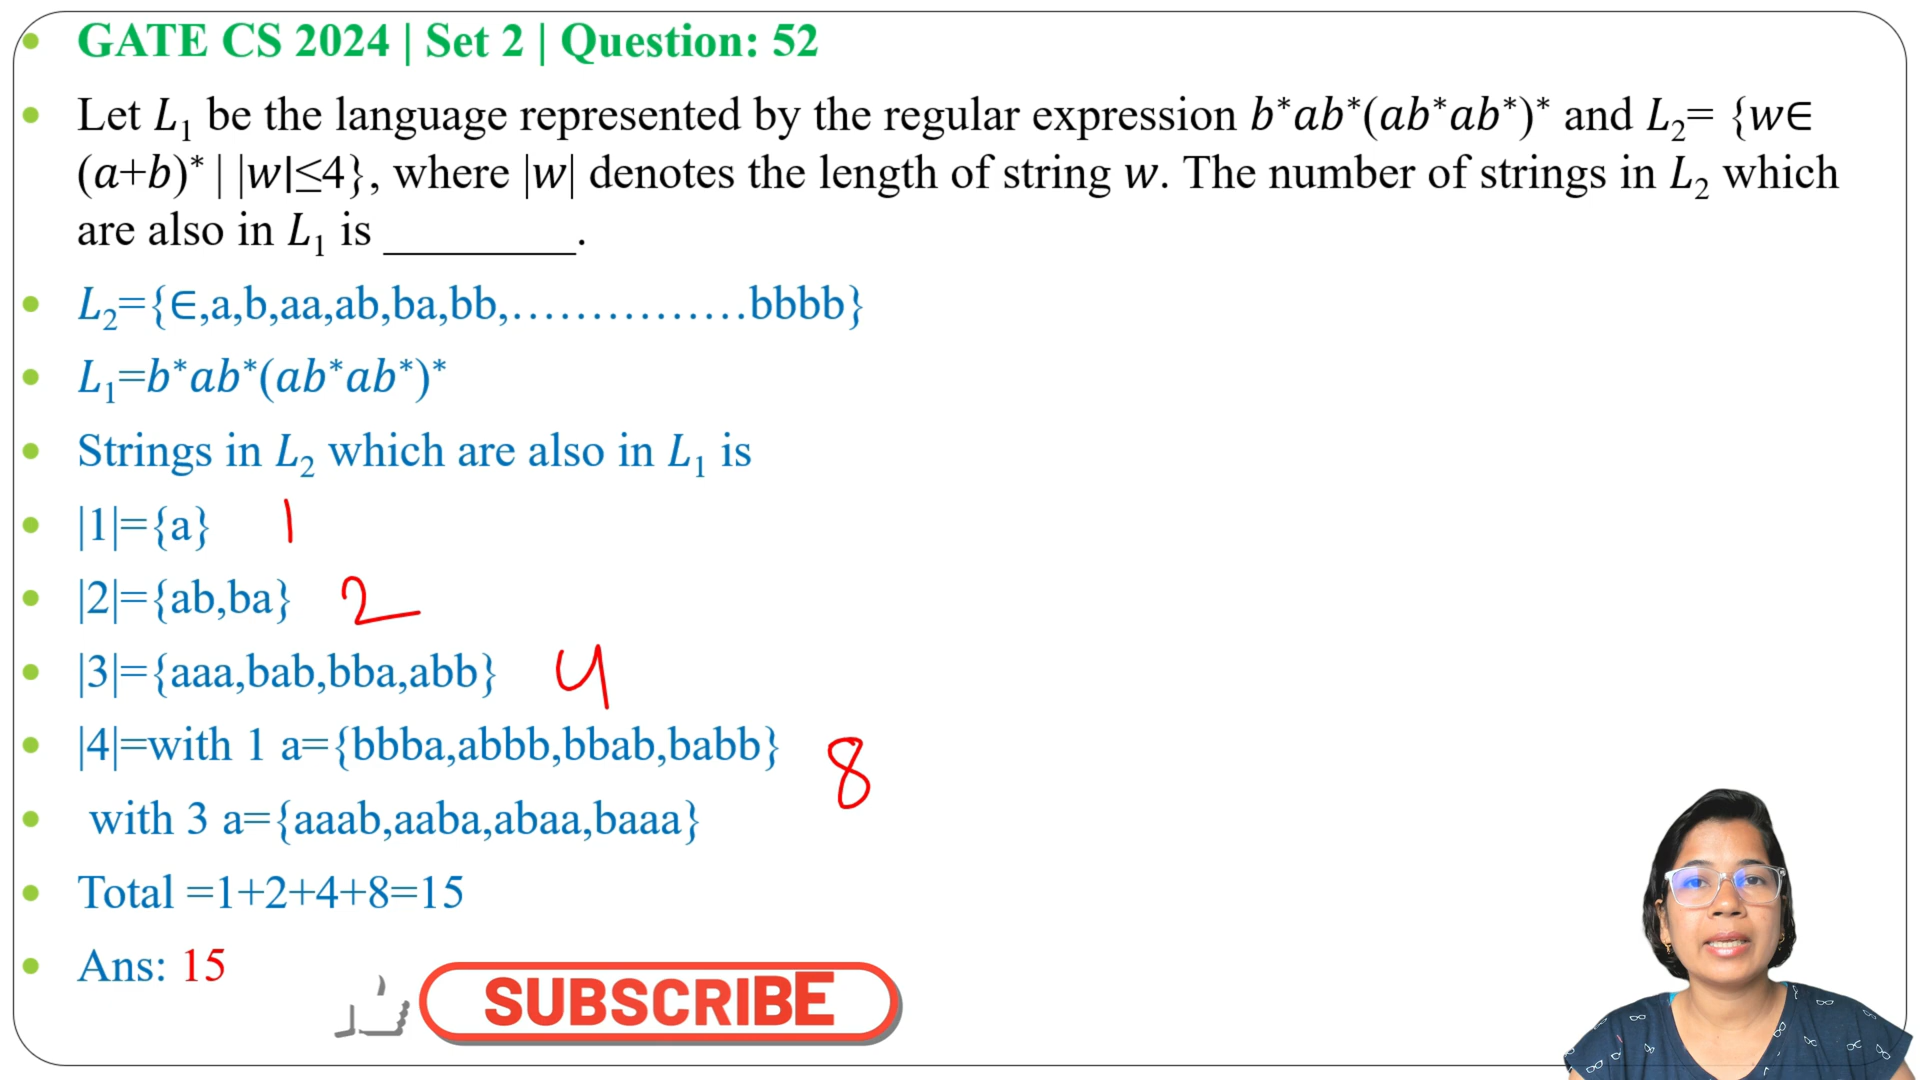 GATE CS 2024 | Set 2 | Question: 52
Let L₁ be the language represented by the regular expression b*ab*(ab*ab*)* and L₂= {w∈
(a+b)* | |w|≤4}, where |w| denotes the length of string w. The number of strings in L₂ which
are also in L₁ is ________.
L₂={∈,a,b,aa,ab,ba,bb,...............bbbb}
L₁=b*ab*(ab*ab*)*
Strings in L₂ which are also in L₁ is
|1|={a} 1
|2|={ab,ba} 2
|3|={aaa,bab,bba,abb} 4
|4|=with 1 a={bbba,abbb,bbab,babb} 8
with 3 a={aaab,aaba,abaa,baaa}
Total =1+2+4+8=15
Ans: 15
SUBSCRIBE